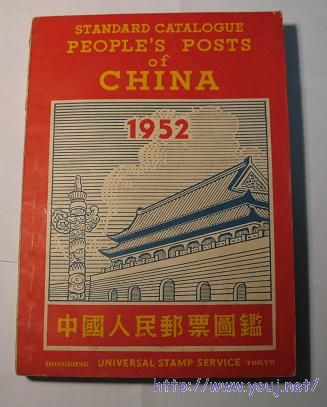 STANDARD CATALOGUE
PEOPLE'S POSTS
of
CHINA
1952
中國人民郵票圖鑑
HONGKONG UNIVERSAL STAMP SERVICE TOKYO
http://www.youj.net/